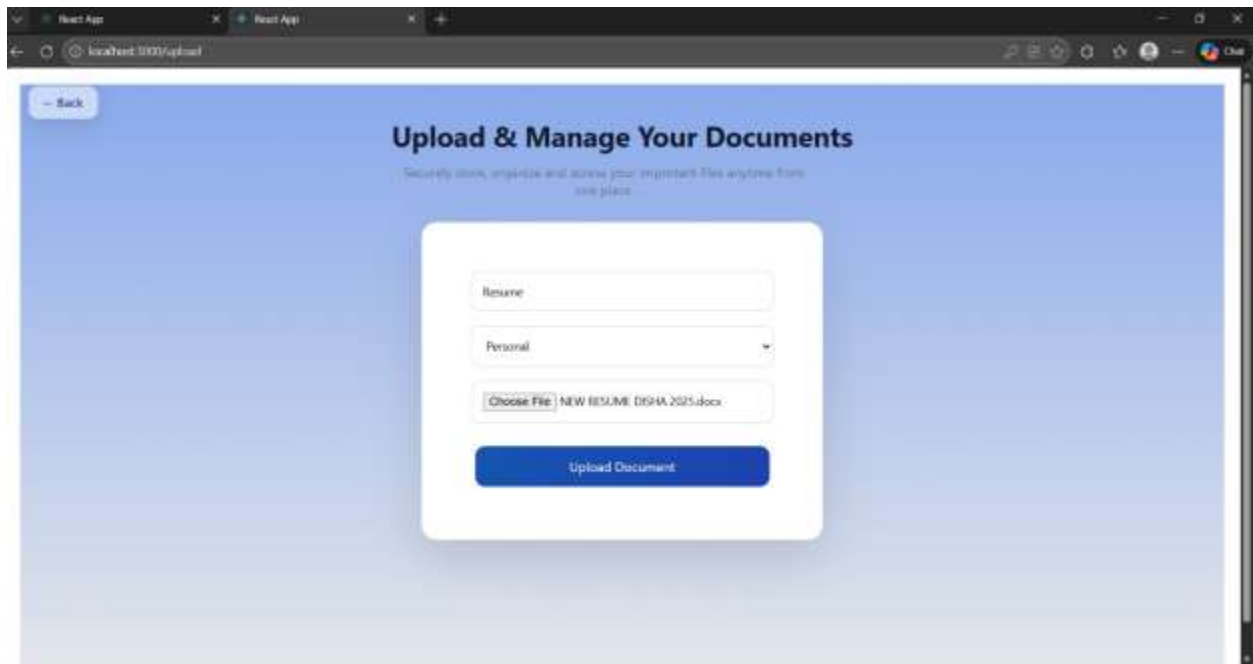 React App
React App
localhost:3000/upload
Chat
← Back
Upload & Manage Your Documents
Securely store, organize and access your important files anytime from
one place.
Resume
Personal
Choose File NEW RESUME DISHA 2025.docx
Upload Document